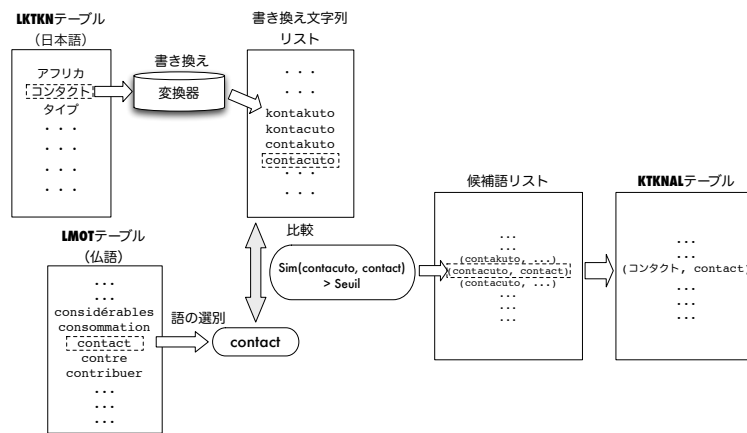 LKTKNテーブル
(日本語)
アフリカ
コンタクト
タイプ
・・・
・・・
・・・
・・・
書き換え
変換器
書き換え文字列
リスト
・・・
・・・
kontakuto
kontacuto
contakuto
contacuto
・・・
・・・
LMOTテーブル
(仏語)
...
...
considérables
consommation
contact
contre
contribuer
...
...
...
語の選別
contact
比較
Sim(contacuto, contact)
> Seuil
候補語リスト
...
...
(contakuto, ...)
(contacuto, contact)
(contacuto, ...)
...
...
...
KTKNALテーブル
...
...
(コンタクト, contact)
...
...
...